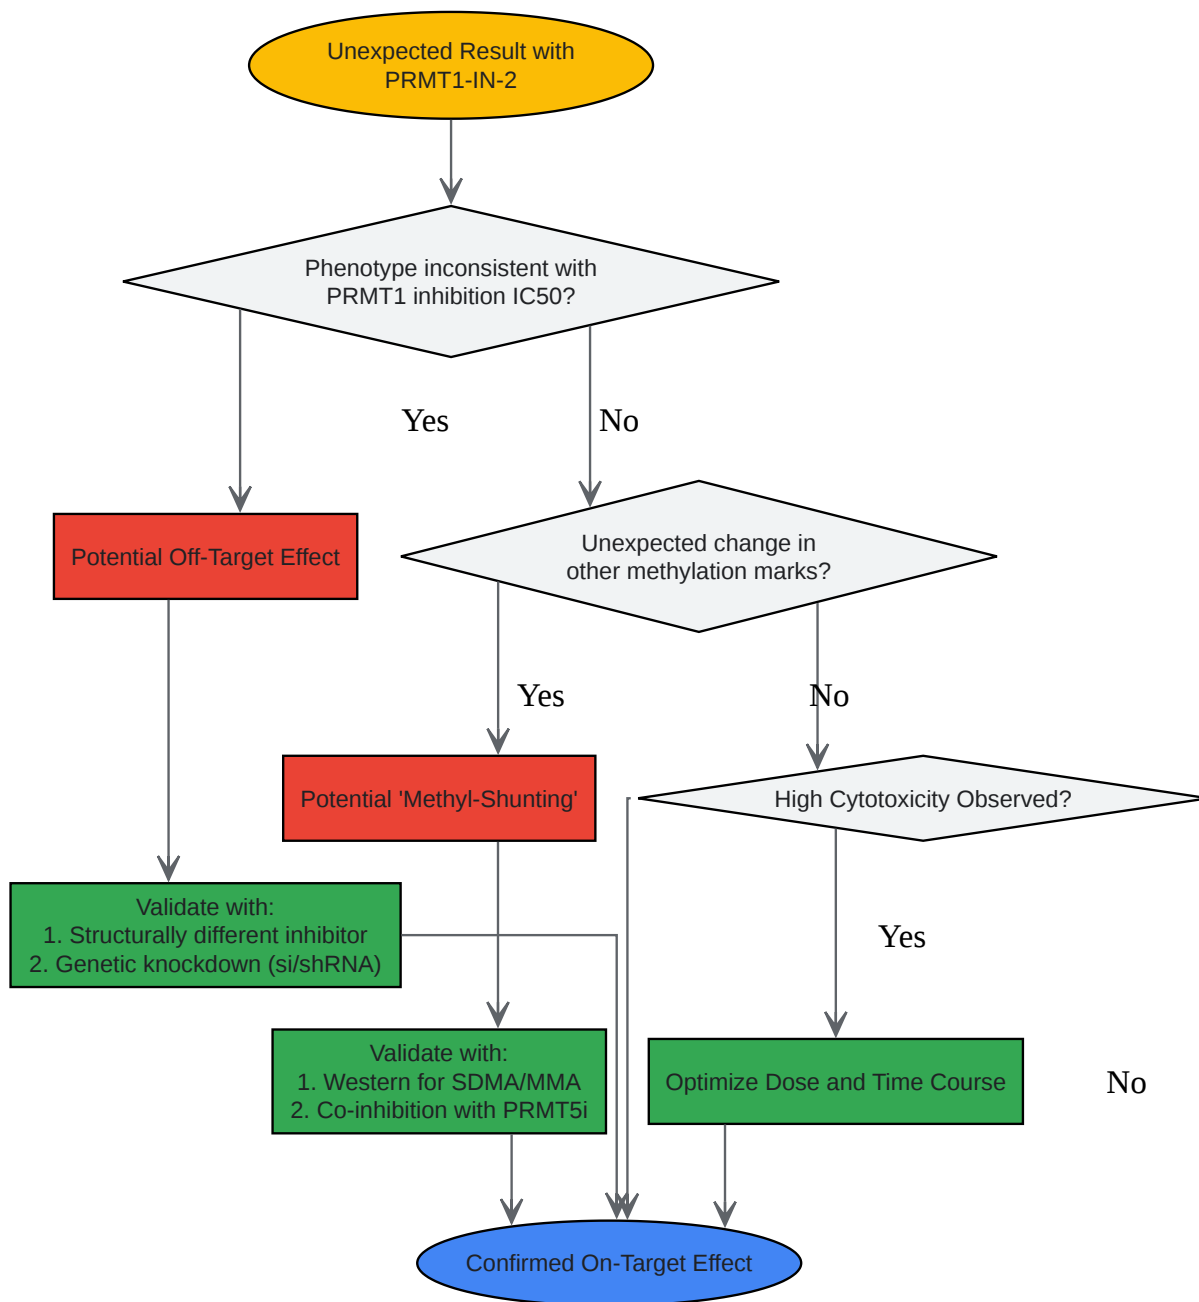 Unexpected Result with
PRMT1-IN-2
Phenotype inconsistent with
PRMT1 inhibition IC50?
Yes
No
Potential Off-Target Effect
Unexpected change in
other methylation marks?
Yes
No
Potential 'Methyl-Shunting'
High Cytotoxicity Observed?
Validate with:
1. Structurally different inhibitor
2. Genetic knockdown (si/shRNA)
Yes
Validate with:
1. Western for SDMA/MMA
2. Co-inhibition with PRMT5i
Optimize Dose and Time Course
No
Confirmed On-Target Effect